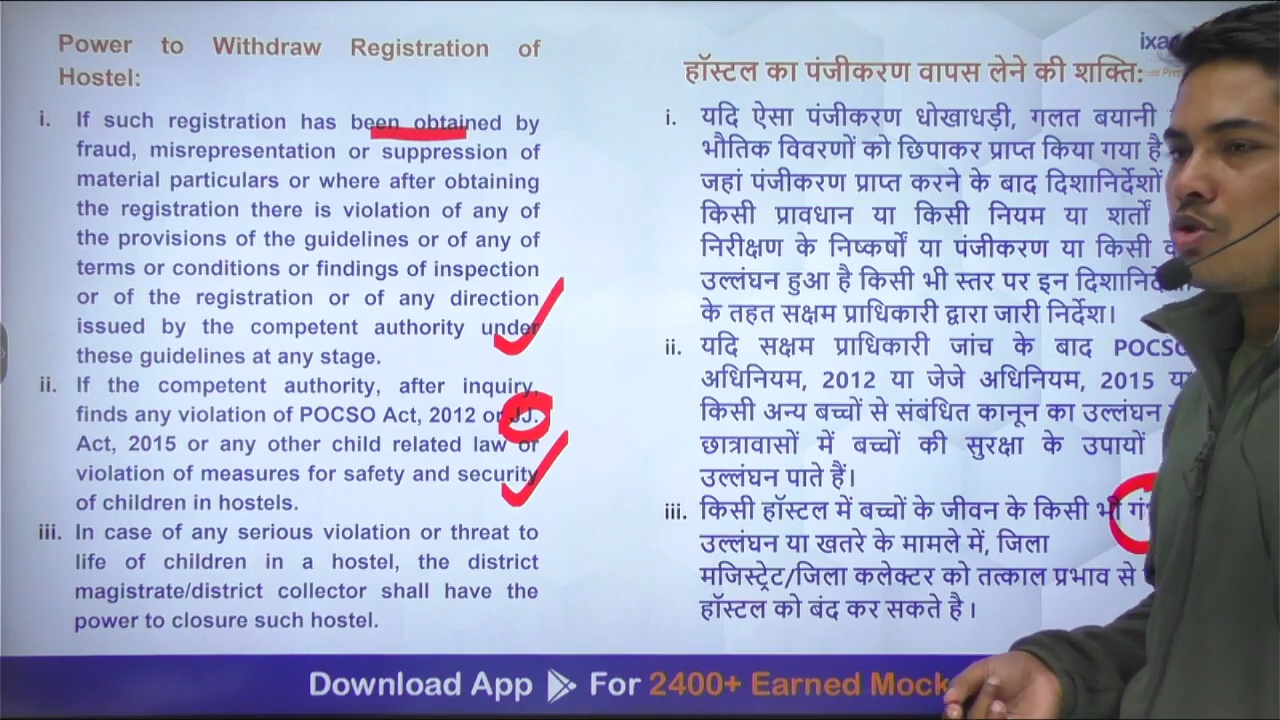 Power to Withdraw Registration of
Hostel:
i. If such registration has been obtained by
fraud, misrepresentation or suppression of
material particulars or where after obtaining
the registration there is violation of any of
the provisions of the guidelines or of any of
terms or conditions or findings of inspection
or of the registration or of any direction
issued by the competent authority under
these guidelines at any stage.
ii. If the competent authority, after inquiry,
finds any violation of POCSO Act, 2012 or J.J.
Act, 2015 or any other child related law or
violation of measures for safety and security
of children in hostels.
iii. In case of any serious violation or threat to
life of children in a hostel, the district
magistrate/district collector shall have the
power to closure such hostel.
हॉस्टल का पंजीकरण वापस लेने की शक्ति:
i. यदि ऐसा पंजीकरण धोखाधड़ी, गलत बयानी
भौतिक विवरणों को छिपाकर प्राप्त किया गया है
जहां पंजीकरण प्राप्त करने के बाद दिशानिर्देशों
किसी प्रावधान या किसी नियम या शर्तों
निरीक्षण के निष्कर्षों या पंजीकरण या किसी
उल्लंघन हुआ है किसी भी स्तर पर इन
के तहत सक्षम प्राधिकारी द्वारा जारी निर्देश।
ii. यदि सक्षम प्राधिकारी जांच के बाद POCSO
अधिनियम, 2012 या जेजे अधिनियम, 2015
किसी अन्य बच्चों से संबंधित कानून का उल्लंघन
छात्रावासों में बच्चों की सुरक्षा के उपायों
उल्लंघन पाते हैं।
iii. किसी हॉस्टल में बच्चों के जीवन के किसी भी
उल्लंघन या खतरे के मामले में, जिला
मजिस्ट्रेट/जिला कलेक्टर को तत्काल प्रभाव से
हॉस्टल को बंद कर सकते है।
Download App For 2400+ Earned Mock